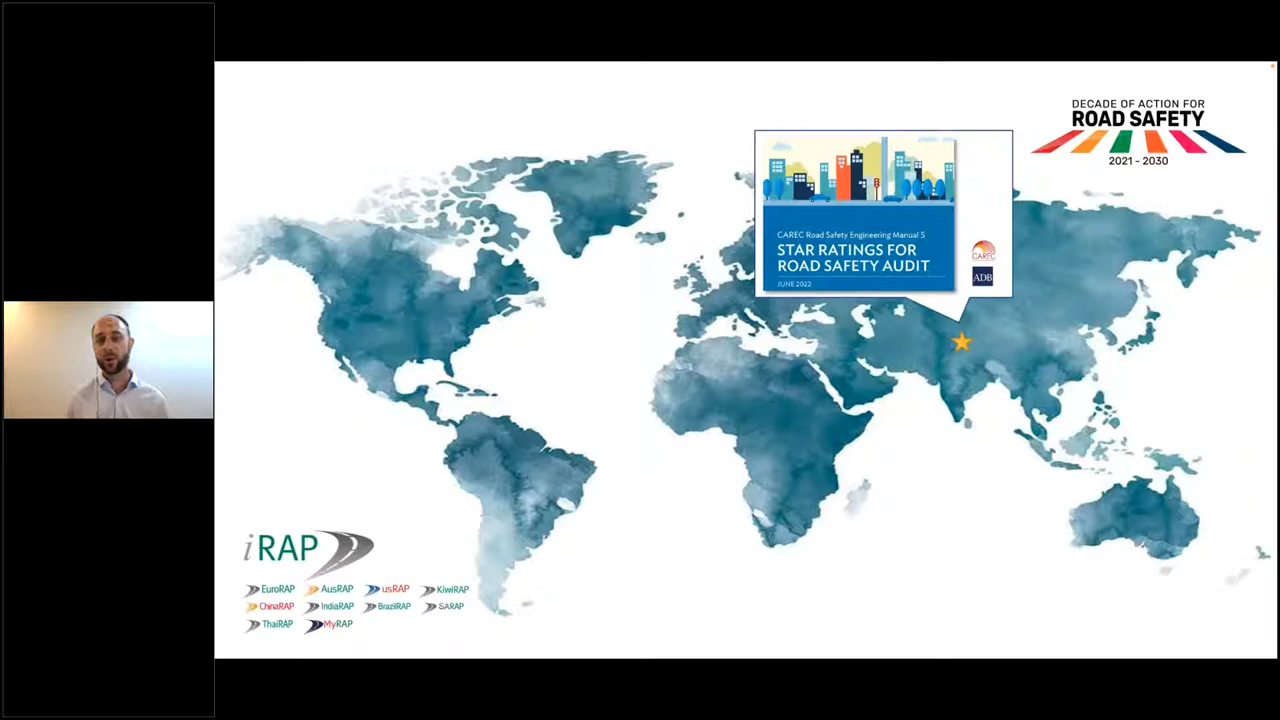 DECADE OF ACTION FOR
ROAD SAFETY
2021 - 2030
CAREC Road Safety Engineering Manual 5
STAR RATINGS FOR
ROAD SAFETY AUDIT
JUNE 2022
CAREC
ADB
iRAP
EuroRAP AusRAP usRAP KiwiRAP
ChinaRAP IndiaRAP BrazilRAP SARAP
ThaiRAP MyRAP